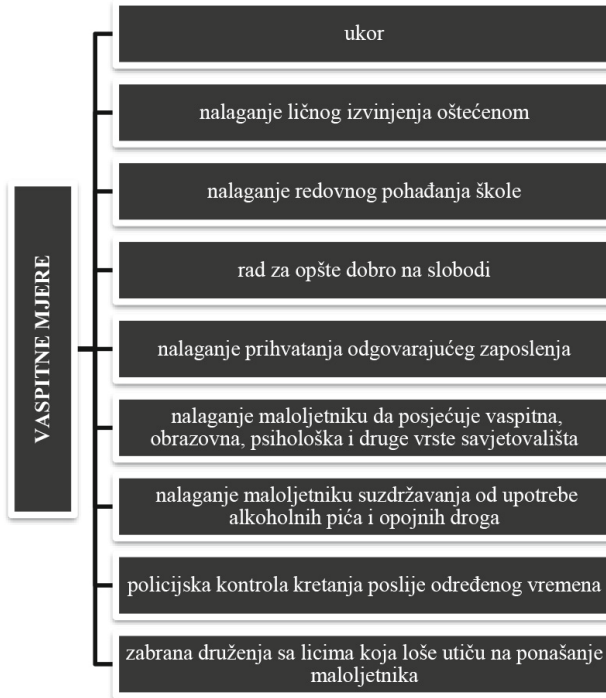 VASPITNE MJERE
ukor
nalaganje ličnog izvinjenja oštećenom
nalaganje redovnog pohađanja škole
rad za opšte dobro na slobodi
nalaganje prihvatanja odgovarajućeg zaposlenja
nalaganje maloljetniku da posjećuje vaspitna,
obrazovna, psihološka i druge vrste savjetovališta
nalaganje maloljetniku suzdržavanja od upotrebe
alkoholnih pića i opojnih droga
policijska kontrola kretanja poslije određenog vremena
zabrana druženja sa licima koja loše utiču na ponašanje
maloljetnika